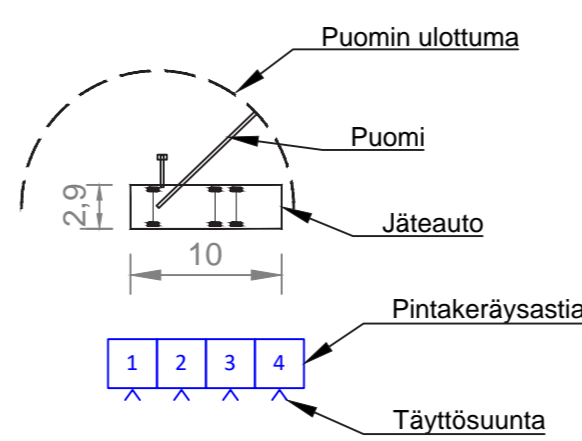 Puomin ulottuma
Puomi
2,9
Jäteauto
10
Pintakeräysastia
1 2 3 4
Täyttösuunta